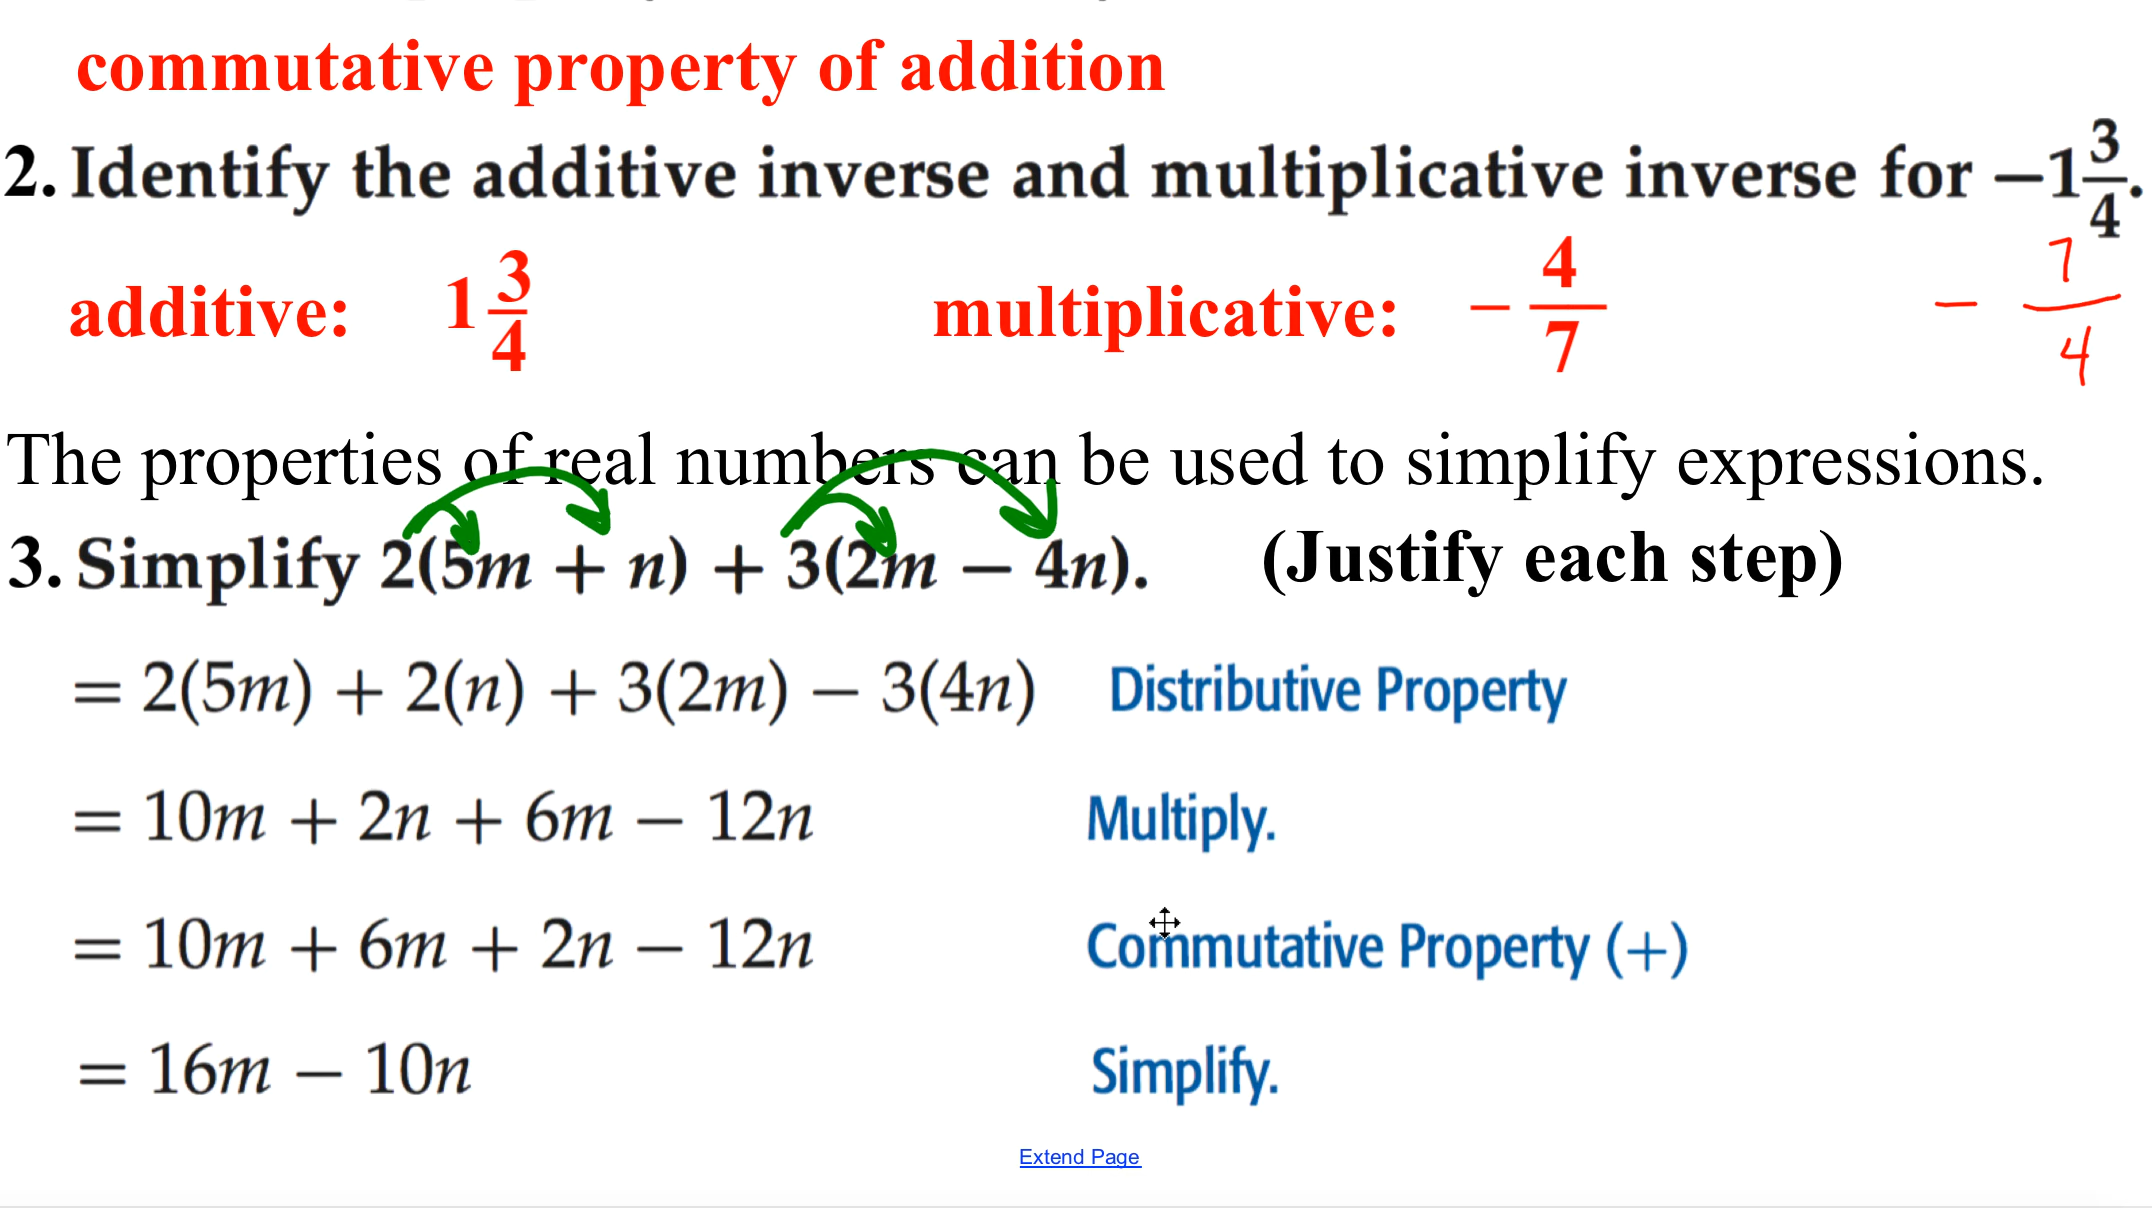 commutative property of addition
2. Identify the additive inverse and multiplicative inverse for −1 3/4.
additive: 1 3/4 multiplicative: − 4/7 − 7/4
The properties of real numbers can be used to simplify expressions.
3. Simplify 2(5m + n) + 3(2m − 4n). (Justify each step)
= 2(5m) + 2(n) + 3(2m) − 3(4n) Distributive Property
= 10m + 2n + 6m − 12n Multiply.
= 10m + 6m + 2n − 12n Commutative Property (+)
= 16m − 10n Simplify.
Extend Page